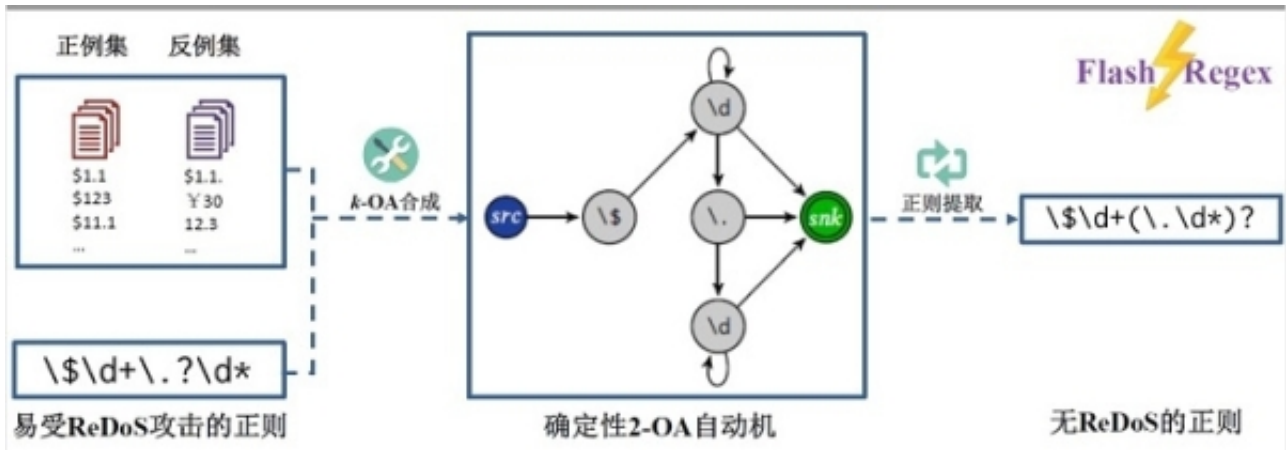 正例集 反例集
$1.1 $1.1.
$123 ￥30
$11.1 12.3
... ...
\$\d+\.?\d*
易受ReDoS攻击的正则
k-OA合成
src
\$
\d
\.
\d
snk
确定性2-OA自动机
Flash Regex
正则提取
\$\d+(\.\d*)?
无ReDoS的正则